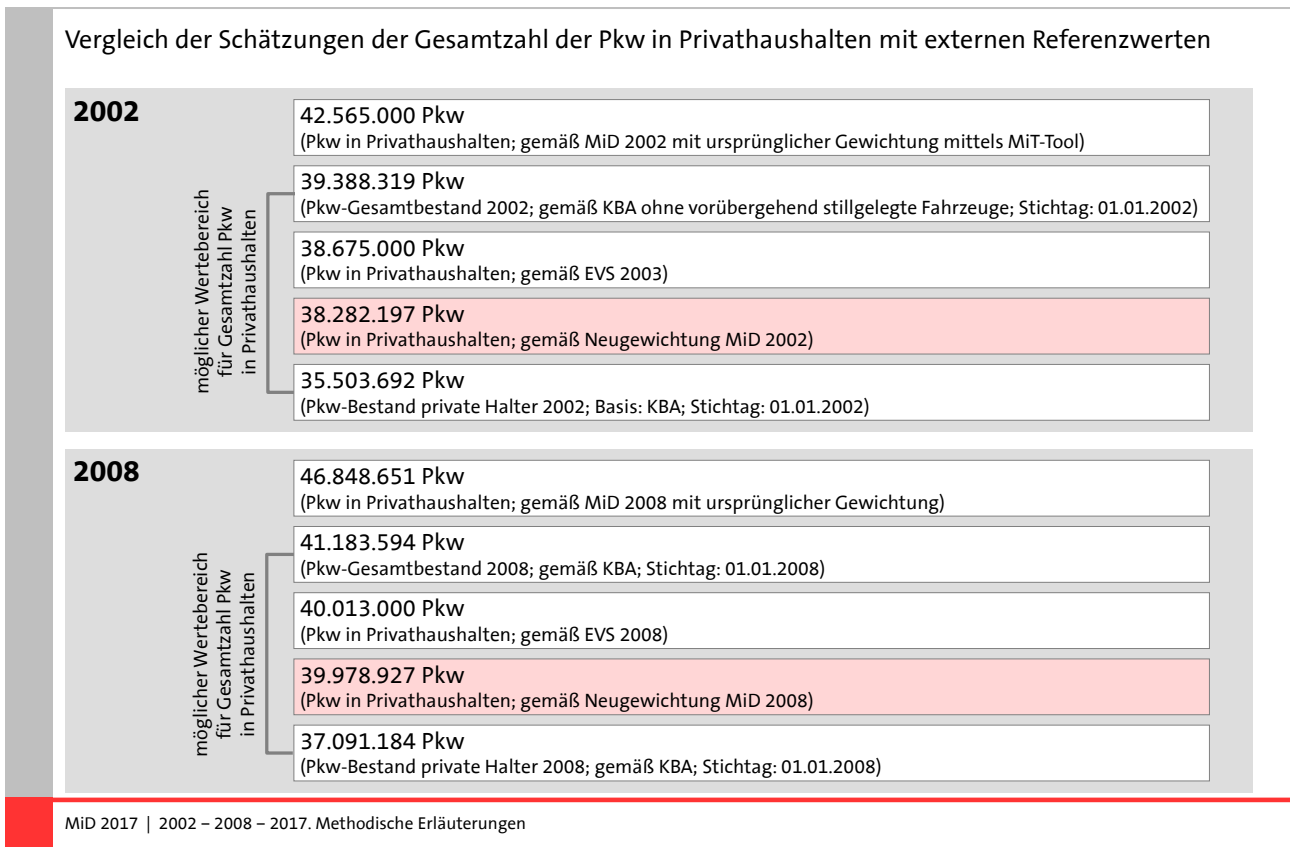 Vergleich der Schätzungen der Gesamtzahl der Pkw in Privathaushalten mit externen Referenzwerten
2002
möglicher Wertebereich
für Gesamtzahl Pkw
in Privathaushalten
42.565.000 Pkw
(Pkw in Privathaushalten; gemäß MiD 2002 mit ursprünglicher Gewichtung mittels MiT-Tool)
39.388.319 Pkw
(Pkw-Gesamtbestand 2002; gemäß KBA ohne vorübergehend stillgelegte Fahrzeuge; Stichtag: 01.01.2002)
38.675.000 Pkw
(Pkw in Privathaushalten; gemäß EVS 2003)
38.282.197 Pkw
(Pkw in Privathaushalten; gemäß Neugewichtung MiD 2002)
35.503.692 Pkw
(Pkw-Bestand private Halter 2002; Basis: KBA; Stichtag: 01.01.2002)
2008
möglicher Wertebereich
für Gesamtzahl Pkw
in Privathaushalten
46.848.651 Pkw
(Pkw in Privathaushalten; gemäß MiD 2008 mit ursprünglicher Gewichtung)
41.183.594 Pkw
(Pkw-Gesamtbestand 2008; gemäß KBA; Stichtag: 01.01.2008)
40.013.000 Pkw
(Pkw in Privathaushalten; gemäß EVS 2008)
39.978.927 Pkw
(Pkw in Privathaushalten; gemäß Neugewichtung MiD 2008)
37.091.184 Pkw
(Pkw-Bestand private Halter 2008; gemäß KBA; Stichtag: 01.01.2008)
MiD 2017 | 2002 – 2008 – 2017. Methodische Erläuterungen